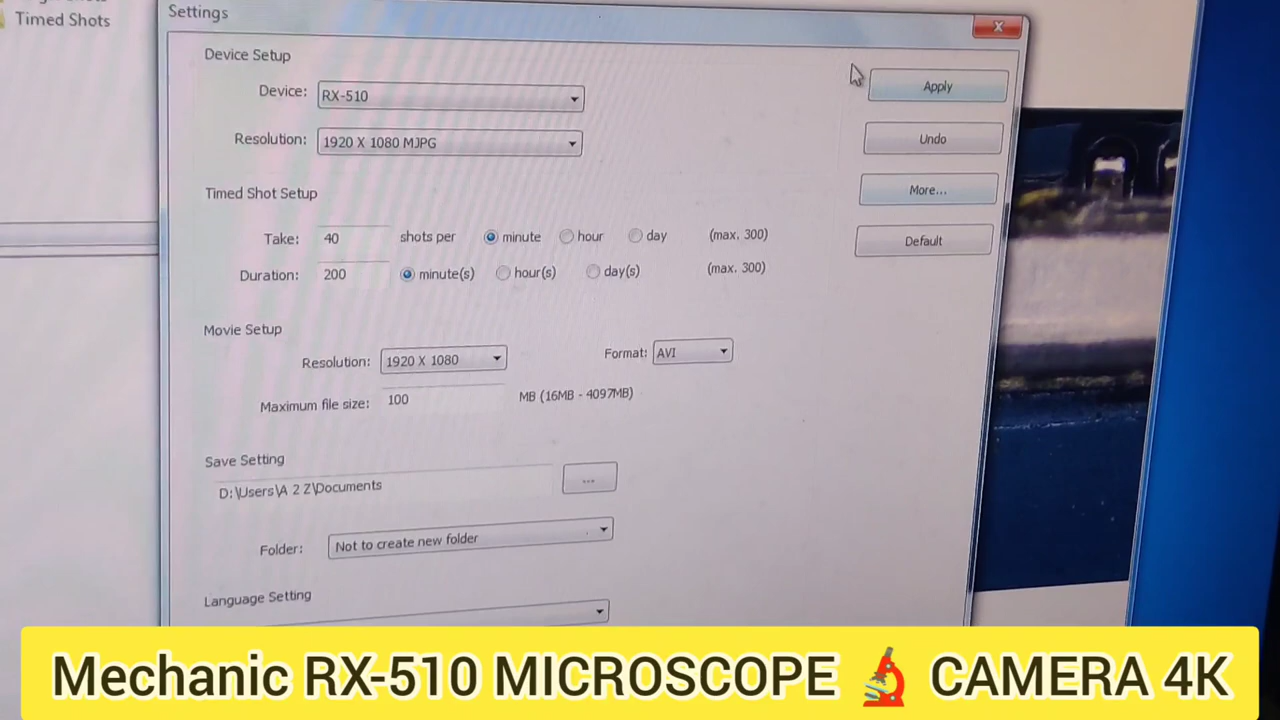 Timed Shots
Settings
Device Setup
Device: RX-510
Apply
Resolution: 1920 X 1080 MJPG
Undo
More...
Timed Shot Setup
Default
Take: 40 shots per minute hour day (max. 300)
Duration: 200 minute(s) hour(s) day(s) (max. 300)
Movie Setup
Resolution: 1920 X 1080 Format: AVI
Maximum file size: 100 MB (16MB - 4097MB)
Save Setting
D:\Users\A 2 Z\Documents ...
Folder: Not to create new folder
Language Setting
Mechanic RX-510 MICROSCOPE 🔬 CAMERA 4K